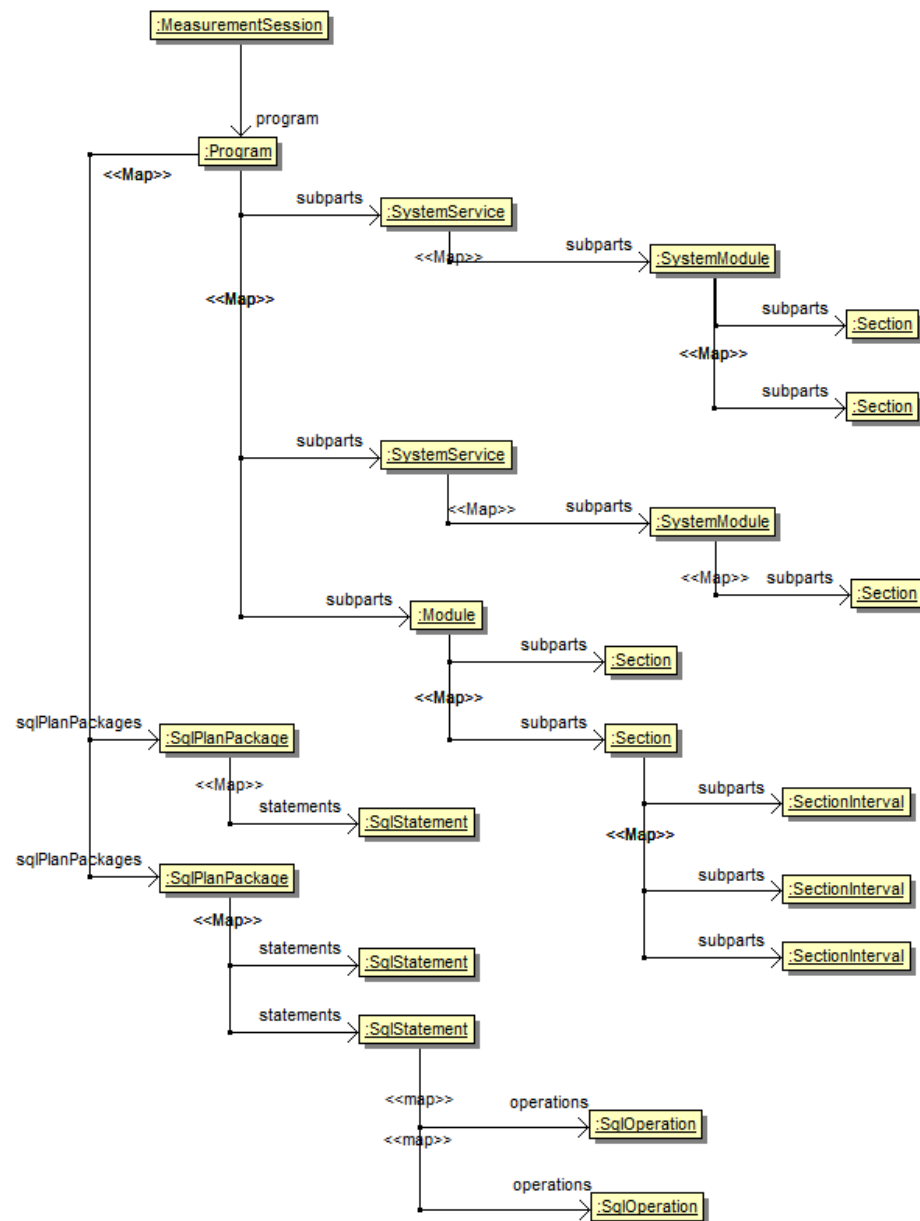 :MeasurementSession
program
:Program
<<Map>>
subparts
:SystemService
<<Map>>
subparts
:SystemModule
<<Map>>
subparts
:Section
<<Map>>
subparts
:Section
subparts
:SystemService
<<Map>>
subparts
:SystemModule
<<Map>>
subparts
:Section
subparts
:Module
subparts
:Section
<<Map>>
sqlPlanPackages
:SqlPlanPackage
subparts
:Section
<<Map>>
statements
:SqlStatement
subparts
:SectionInterval
<<Map>>
sqlPlanPackages
:SqlPlanPackage
subparts
:SectionInterval
<<Map>>
statements
:SqlStatement
subparts
:SectionInterval
statements
:SqlStatement
<<map>>
operations
:SqlOperation
<<map>>
operations
:SqlOperation